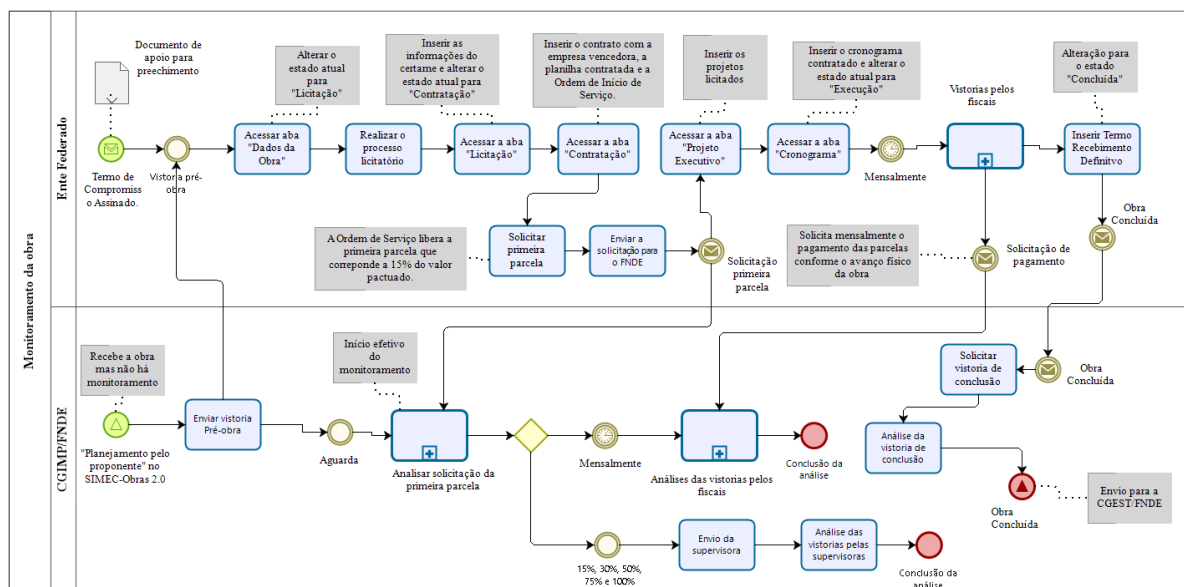 Monitoramento da obra
Ente Federado
Documento de
apoio para
preechimento
Termo de
Compromiss
o Assinado.
Vistoria pré-
obra
Alterar o
estado atual
para
"Licitação"
Acessar aba
"Dados da
Obra"
Realizar o
processo
licitatório
Inserir as
informações do
certame e alterar o
estado atual para
"Contratação"
Acessar a aba
"Licitação"
Inserir o contrato com a
empresa vencedora, a
planilha contratada e a
Ordem de Início de
Serviço.
Acessar a aba
"Contratação"
Inserir os
projetos
licitados
Acessar a aba
"Projeto
Executivo"
Inserir o cronograma
contratado e alterar o
estado atual para
"Execução"
Acessar a aba
"Cronograma"
Mensalmente
Vistorias pelos
fiscais
Alteração para
o estado
"Concluída"
Inserir Termo
Recebimento
Definitvo
A Ordem de Serviço libera a
primeira parcela que
correponde a 15% do valor
pactuado.
Solicitar
primeira
parcela
Enviar a
solicitação para
o FNDE
Solicitação
primeira
parcela
Solicita mensalmente o
pagamento das parcelas
conforme o avanço físico
da obra
Solicitação de
pagamento
Obra
Concluída
CGIMP/FNDE
Recebe a obra
mas não há
monitoramento
"Planejamento pelo
proponente" no
SIMEC-Obras 2.0
Enviar vistoria
Pré-obra
Aguarda
Início efetivo
do
monitoramento
Analisar solicitação da
primeira parcela
Mensalmente
Análises das vistorias pelos
fiscais
Conclusão da
análise
Solicitar
vistoria de
conclusão
Obra
Concluída
Análise da
vistoria de
conclusão
Obra
Concluída
Envio para a
CGEST/FNDE
15%, 30%, 50%,
75% e 100%
Envio da
supervisora
Análise das
vistorias pelas
supervisoras
Conclusão da
análise